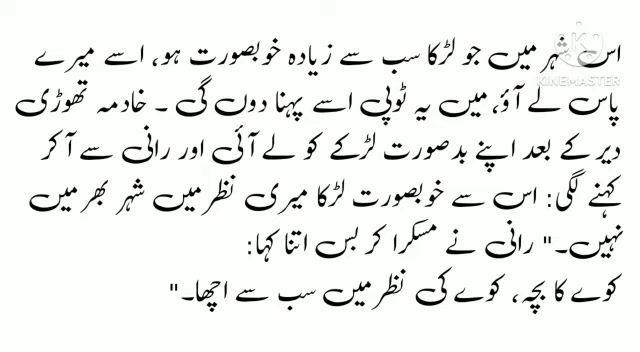 اس شہر میں جو لڑکا سب سے زیادہ خوبصورت ہو، اسے میرے
پاس لے آؤ، میں یہ ٹوپی اسے پہنا دوں گی ۔ خادمہ تھوڑی
دیر کے بعد اپنے بدصورت لڑکے کو لے آئی اور رانی سے آ کر
کہنے لگی: اس سے خوبصورت لڑکا میری نظر میں شہر بھر میں
نہیں۔" رانی نے مسکرا کر بس اتنا کہا:
کوے کا بچہ، کوے کی نظر میں سب سے اچھا۔"
KINEMASTER